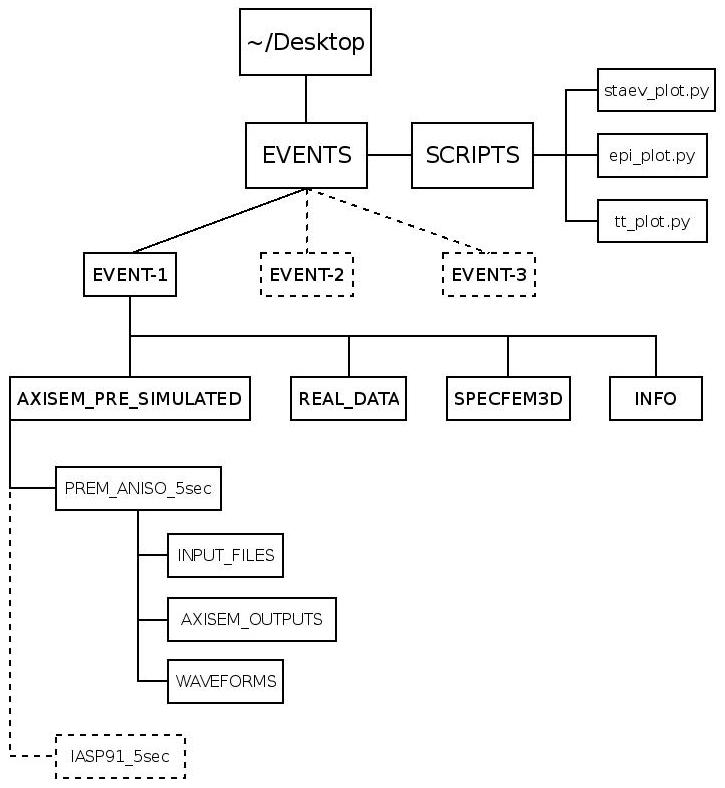 ~/Desktop
EVENTS
SCRIPTS
staev_plot.py
epi_plot.py
tt_plot.py
EVENT-1
EVENT-2
EVENT-3
AXISEM_PRE_SIMULATED
REAL_DATA
SPECFEM3D
INFO
PREM_ANISO_5sec
INPUT_FILES
AXISEM_OUTPUTS
WAVEFORMS
IASP91_5sec